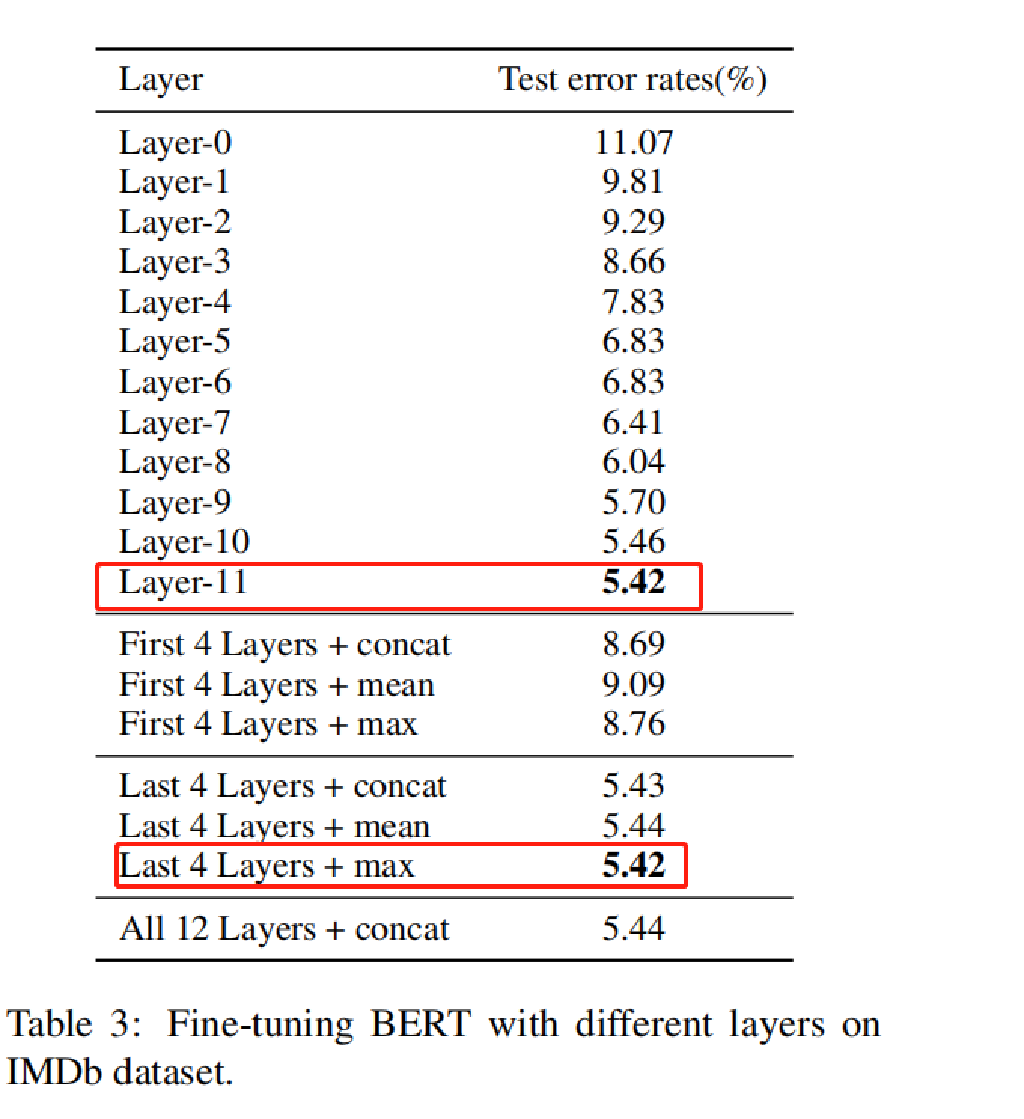 Layer Test error rates(%)
Layer-0 11.07
Layer-1 9.81
Layer-2 9.29
Layer-3 8.66
Layer-4 7.83
Layer-5 6.83
Layer-6 6.83
Layer-7 6.41
Layer-8 6.04
Layer-9 5.70
Layer-10 5.46
Layer-11 5.42
First 4 Layers + concat 8.69
First 4 Layers + mean 9.09
First 4 Layers + max 8.76
Last 4 Layers + concat 5.43
Last 4 Layers + mean 5.44
Last 4 Layers + max 5.42
All 12 Layers + concat 5.44
Table 3: Fine-tuning BERT with different layers on
IMDb dataset.